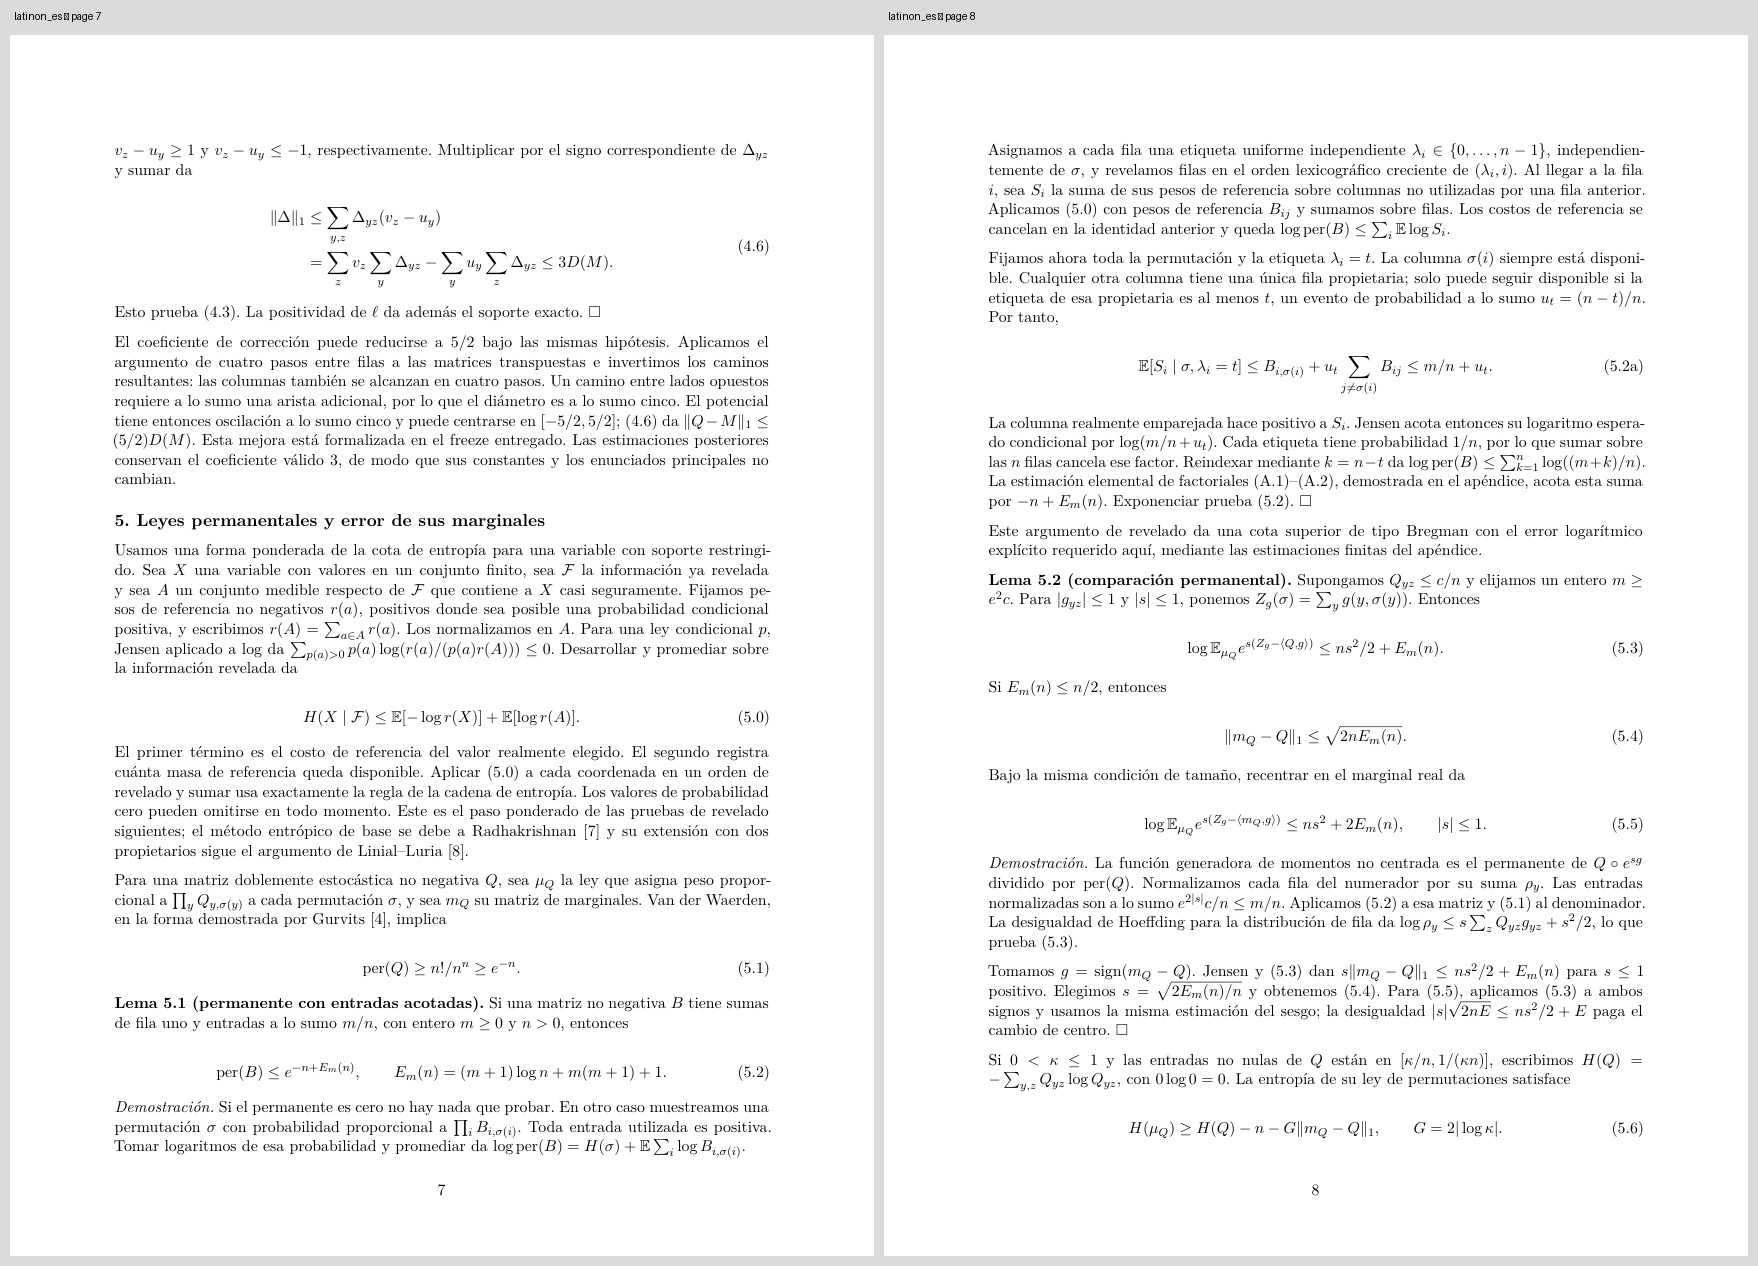 latinon_es page 7
v_z − u_y ≥ 1 y v_z − u_y ≤ −1, respectivamente. Multiplicar por el signo correspondiente de Δ_{yz}
y sumar da
‖Δ‖_1 ≤ ∑_{y,z} Δ_{yz}(v_z − u_y)
= ∑_z v_z ∑_y Δ_{yz} − ∑_y u_y ∑_z Δ_{yz} ≤ 3D(M). (4.6)
Esto prueba (4.3). La positividad de ℓ da además el soporte exacto. □
El coeficiente de corrección puede reducirse a 5/2 bajo las mismas hipótesis. Aplicamos el
argumento de cuatro pasos entre filas a las matrices transpuestas e invertimos los caminos
resultantes: las columnas también se alcanzan en cuatro pasos. Un camino entre lados opuestos
requiere a lo sumo una arista adicional, por lo que el diámetro es a lo sumo cinco. El potencial
tiene entonces oscilación a lo sumo cinco y puede centrarse en [−5/2, 5/2]; (4.6) da ‖Q − M‖_1 ≤
(5/2)D(M). Esta mejora está formalizada en el freeze entregado. Las estimaciones posteriores
conservan el coeficiente válido 3, de modo que sus constantes y los enunciados principales no
cambian.
5. Leyes permanentales y error de sus marginales
Usamos una forma ponderada de la cota de entropía para una variable con soporte restringi-
do. Sea X una variable con valores en un conjunto finito, sea ℱ la información ya revelada
y sea A un conjunto medible respecto de ℱ que contiene a X casi seguramente. Fijamos pe-
sos de referencia no negativos r(a), positivos donde sea posible una probabilidad condicional
positiva, y escribimos r(A) = ∑_{a∈A} r(a). Los normalizamos en A. Para una ley condicional p,
Jensen aplicado a log da ∑_{p(a)>0} p(a) log(r(a)/(p(a)r(A))) ≤ 0. Desarrollar y promediar sobre
la información revelada da
H(X | ℱ) ≤ 𝔼[− log r(X)] + 𝔼[log r(A)]. (5.0)
El primer término es el costo de referencia del valor realmente elegido. El segundo registra
cuánta masa de referencia queda disponible. Aplicar (5.0) a cada coordenada en un orden de
revelado y sumar usa exactamente la regla de la cadena de entropía. Los valores de probabilidad
cero pueden omitirse en todo momento. Este es el paso ponderado de las pruebas de revelado
siguientes; el método entrópico de base se debe a Radhakrishnan [7] y su extensión con dos
propietarios sigue el argumento de Linial–Luria [8].
Para una matriz doblemente estocástica no negativa Q, sea μ_Q la ley que asigna peso propor-
cional a ∏_y Q_{y,σ(y)} a cada permutación σ, y sea m_Q su matriz de marginales. Van der Waerden,
en la forma demostrada por Gurvits [4], implica
per(Q) ≥ n!/n^n ≥ e^{−n}. (5.1)
Lema 5.1 (permanente con entradas acotadas). Si una matriz no negativa B tiene sumas
de fila uno y entradas a lo sumo m/n, con entero m ≥ 0 y n > 0, entonces
per(B) ≤ e^{−n+E_m(n)}, E_m(n) = (m + 1) log n + m(m + 1) + 1. (5.2)
Demostración. Si el permanente es cero no hay nada que probar. En otro caso muestreamos una
permutación σ con probabilidad proporcional a ∏_i B_{i,σ(i)}. Toda entrada utilizada es positiva.
Tomar logaritmos de esa probabilidad y promediar da log per(B) = H(σ) + 𝔼 ∑_i log B_{i,σ(i)}.
7
latinon_es page 8
Asignamos a cada fila una etiqueta uniforme independiente λ_i ∈ {0, . . . , n − 1}, independien-
temente de σ, y revelamos filas en el orden lexicográfico creciente de (λ_i, i). Al llegar a la fila
i, sea S_i la suma de sus pesos de referencia sobre columnas no utilizadas por una fila anterior.
Aplicamos (5.0) con pesos de referencia B_{ij} y sumamos sobre filas. Los costos de referencia se
cancelan en la identidad anterior y queda log per(B) ≤ ∑_i 𝔼 log S_i.
Fijamos ahora toda la permutación y la etiqueta λ_i = t. La columna σ(i) siempre está disponi-
ble. Cualquier otra columna tiene una única fila propietaria; solo puede seguir disponible si la
etiqueta de esa propietaria es al menos t, un evento de probabilidad a lo sumo u_t = (n − t)/n.
Por tanto,
𝔼[S_i | σ, λ_i = t] ≤ B_{i,σ(i)} + u_t ∑_{j≠σ(i)} B_{ij} ≤ m/n + u_t. (5.2a)
La columna realmente emparejada hace positivo a S_i. Jensen acota entonces su logaritmo espera-
do condicional por log(m/n + u_t). Cada etiqueta tiene probabilidad 1/n, por lo que sumar sobre
las n filas cancela ese factor. Reindexar mediante k = n − t da log per(B) ≤ ∑_{k=1}^n log((m+k)/n).
La estimación elemental de factoriales (A.1)–(A.2), demostrada en el apéndice, acota esta suma
por −n + E_m(n). Exponenciar prueba (5.2). □
Este argumento de revelado da una cota superior de tipo Bregman con el error logarítmico
explícito requerido aquí, mediante las estimaciones finitas del apéndice.
Lema 5.2 (comparación permanental). Supongamos Q_{yz} ≤ c/n y elijamos un entero m ≥
e^2c. Para |g_{yz}| ≤ 1 y |s| ≤ 1, ponemos Z_g(σ) = ∑_y g(y, σ(y)). Entonces
log 𝔼_{μ_Q} e^{s(Z_g−⟨Q,g⟩)} ≤ ns^2/2 + E_m(n). (5.3)
Si E_m(n) ≤ n/2, entonces
‖m_Q − Q‖_1 ≤ √(2nE_m(n)). (5.4)
Bajo la misma condición de tamaño, recentrar en el marginal real da
log 𝔼_{μ_Q} e^{s(Z_g−⟨m_Q,g⟩)} ≤ ns^2 + 2E_m(n), |s| ≤ 1. (5.5)
Demostración. La función generadora de momentos no centrada es el permanente de Q ∘ e^{sg}
dividido por per(Q). Normalizamos cada fila del numerador por su suma ρ_y. Las entradas
normalizadas son a lo sumo e^{2|s|}c/n ≤ m/n. Aplicamos (5.2) a esa matriz y (5.1) al denominador.
La desigualdad de Hoeffding para la distribución de fila da log ρ_y ≤ s ∑_z Q_{yz}g_{yz} + s^2/2, lo que
prueba (5.3).
Tomamos g = sign(m_Q − Q). Jensen y (5.3) dan s‖m_Q − Q‖_1 ≤ ns^2/2 + E_m(n) para s ≤ 1
positivo. Elegimos s = √(2E_m(n)/n) y obtenemos (5.4). Para (5.5), aplicamos (5.3) a ambos
signos y usamos la misma estimación del sesgo; la desigualdad |s|√(2nE) ≤ ns^2/2 + E paga el
cambio de centro. □
Si 0 < κ ≤ 1 y las entradas no nulas de Q están en [κ/n, 1/(κn)], escribimos H(Q) =
− ∑_{y,z} Q_{yz} log Q_{yz}, con 0 log 0 = 0. La entropía de su ley de permutaciones satisface
H(μ_Q) ≥ H(Q) − n − G‖m_Q − Q‖_1, G = 2| log κ|. (5.6)
8